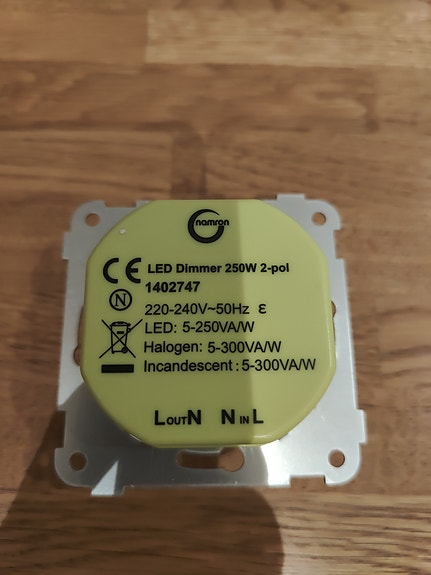 namron
CE LED Dimmer 250W 2-pol
1402747
N
220-240V~50Hz ε
LED: 5-250VA/W
Halogen: 5-300VA/W
Incandescent : 5-300VA/W
LOUTN N IN L